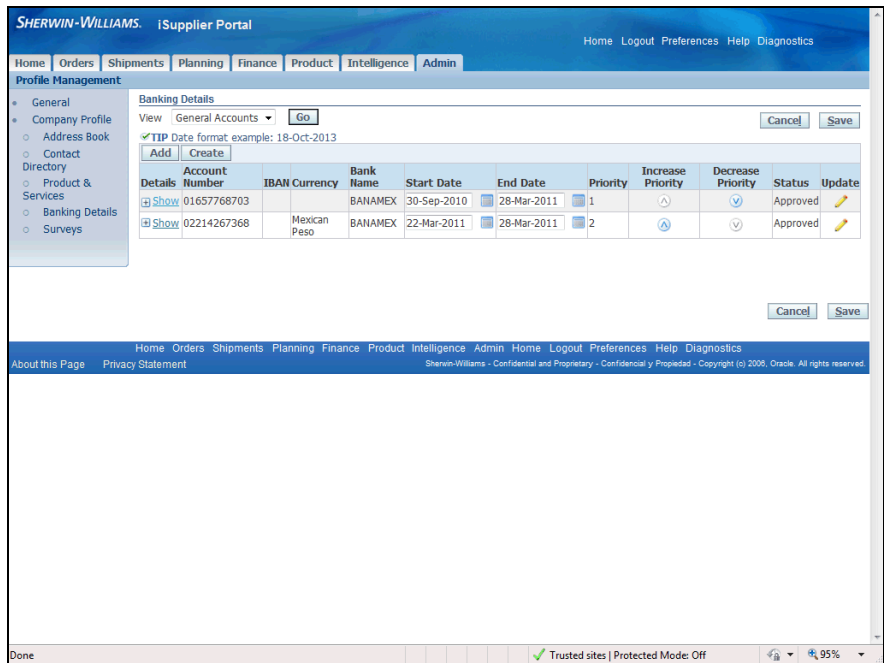 SHERWIN-WILLIAMS. iSupplier Portal
Home Logout Preferences Help Diagnostics
Home Orders Shipments Planning Finance Product Intelligence Admin
Profile Management
General
Company Profile
Address Book
Contact
Directory
Product &
Services
Banking Details
Surveys
Banking Details
View General Accounts Go Cancel Save
TIP Date format example: 18-Oct-2013
Add Create
Details Account Number IBAN Currency Bank Name Start Date End Date Priority Increase Priority Decrease Priority Status Update
Show 01657768703 BANAMEX 30-Sep-2010 28-Mar-2011 1 Approved
Show 02214267368 Mexican Peso BANAMEX 22-Mar-2011 28-Mar-2011 2 Approved
Cancel Save
Home Orders Shipments Planning Finance Product Intelligence Admin Home Logout Preferences Help Diagnostics
About this Page Privacy Statement Sherwin-Williams - Confidential and Proprietary - Confidencial y Propiedad - Copyright (c) 2006, Oracle. All rights reserved.
Done Trusted sites | Protected Mode: Off 95%